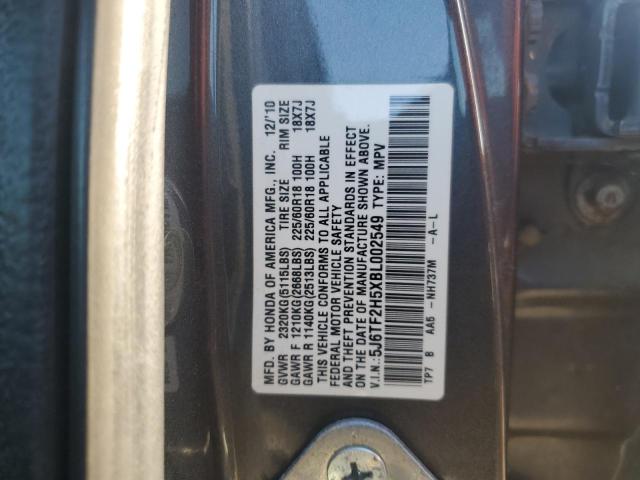 MFD. BY HONDA OF AMERICA MFG., INC. 12/'10
GVWR 2320KG(5115LBS) TIRE SIZE RIM SIZE
GAWR F 1210KG(2668LBS) 225/60R18 100H 18X7J
GAWR R 1140KG(2513LBS) 225/60R18 100H 18X7J
THIS VEHICLE CONFORMS TO ALL APPLICABLE
FEDERAL MOTOR VEHICLE SAFETY
AND THEFT PREVENTION STANDARDS IN EFFECT
ON THE DATE OF MANUFACTURE SHOWN ABOVE.
V.I.N.:5J6TF2H5XBL002549 TYPE: MPV
TP7 B AA5 -NH737M -A-L